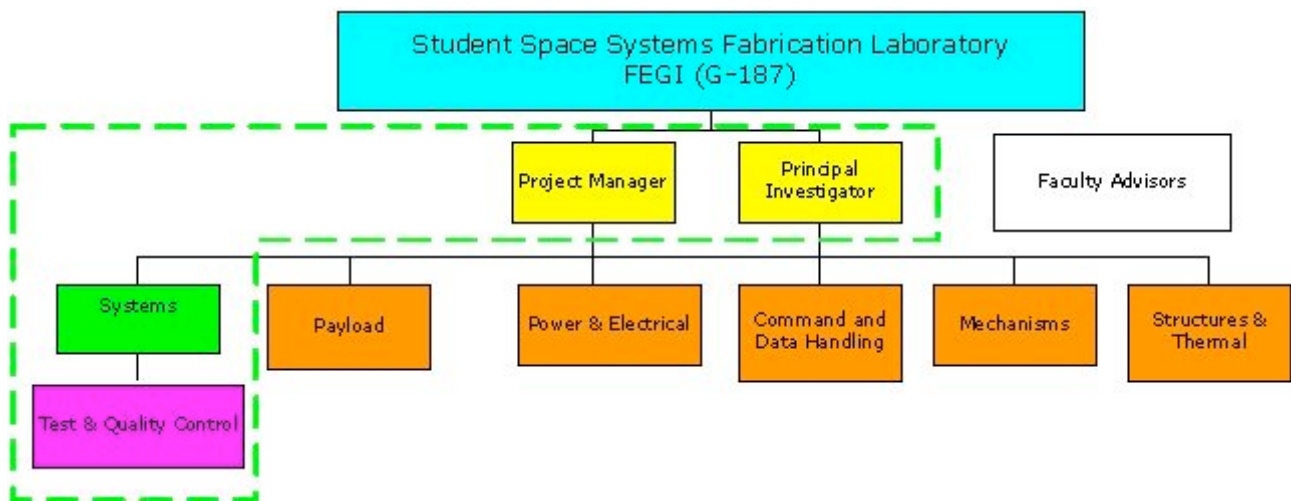 Student Space Systems Fabrication Laboratory
FEGI (G-187)
Project Manager
Principal
Investigator
Faculty Advisors
Systems
Payload
Power & Electrical
Command and
Data Handling
Mechanisms
Structures &
Thermal
Test & Quality Control